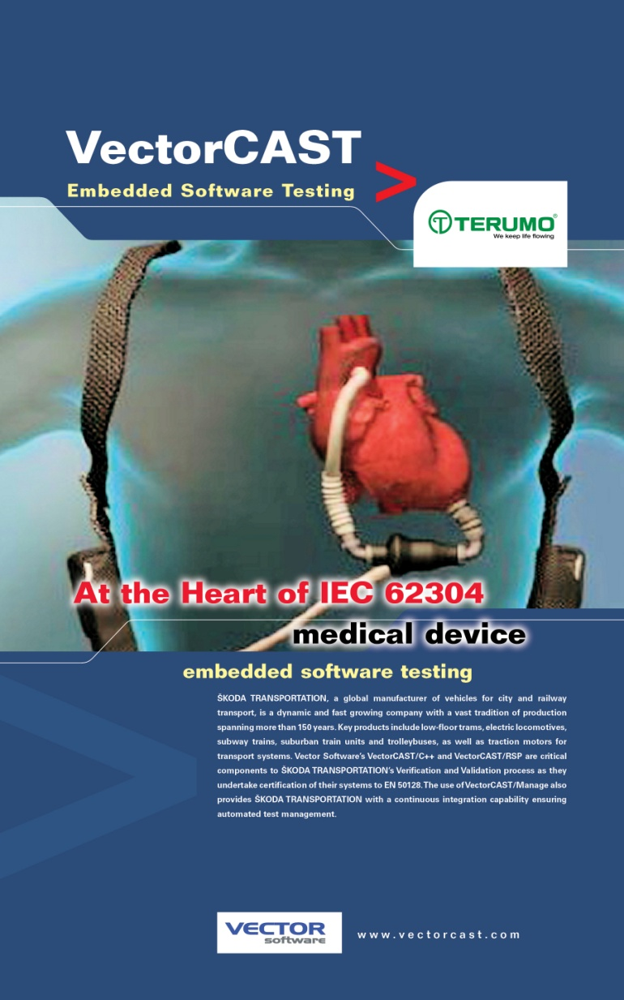 VectorCAST
Embedded Software Testing
>
TERUMO®
We keep life flowing
At the Heart of IEC 62304
medical device
embedded software testing
ŠKODA TRANSPORTATION, a global manufacturer of vehicles for city and railway
transport, is a dynamic and fast growing company with a vast tradition of production
spanning more than 150 years. Key products include low-floor trams, electric locomotives,
subway trains, suburban train units and trolleybuses, as well as traction motors for
transport systems. Vector Software's VectorCAST/C++ and VectorCAST/RSP are critical
components to ŠKODA TRANSPORTATION's Verification and Validation process as they
undertake certification of their systems to EN 50128. The use of VectorCAST/Manage also
provides ŠKODA TRANSPORTATION with a continuous integration capability ensuring
automated test management.
VECTOR
software
www.vectorcast.com